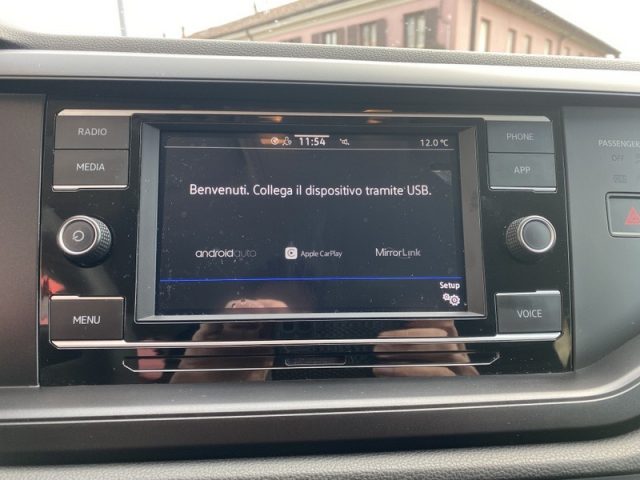 RADIO
MEDIA
MENU
11:54
12.0 °C
Benvenuti. Collega il dispositivo tramite USB.
androidauto
Apple CarPlay
MirrorLink
Setup
PHONE
APP
VOICE
PASSENGER
OFF